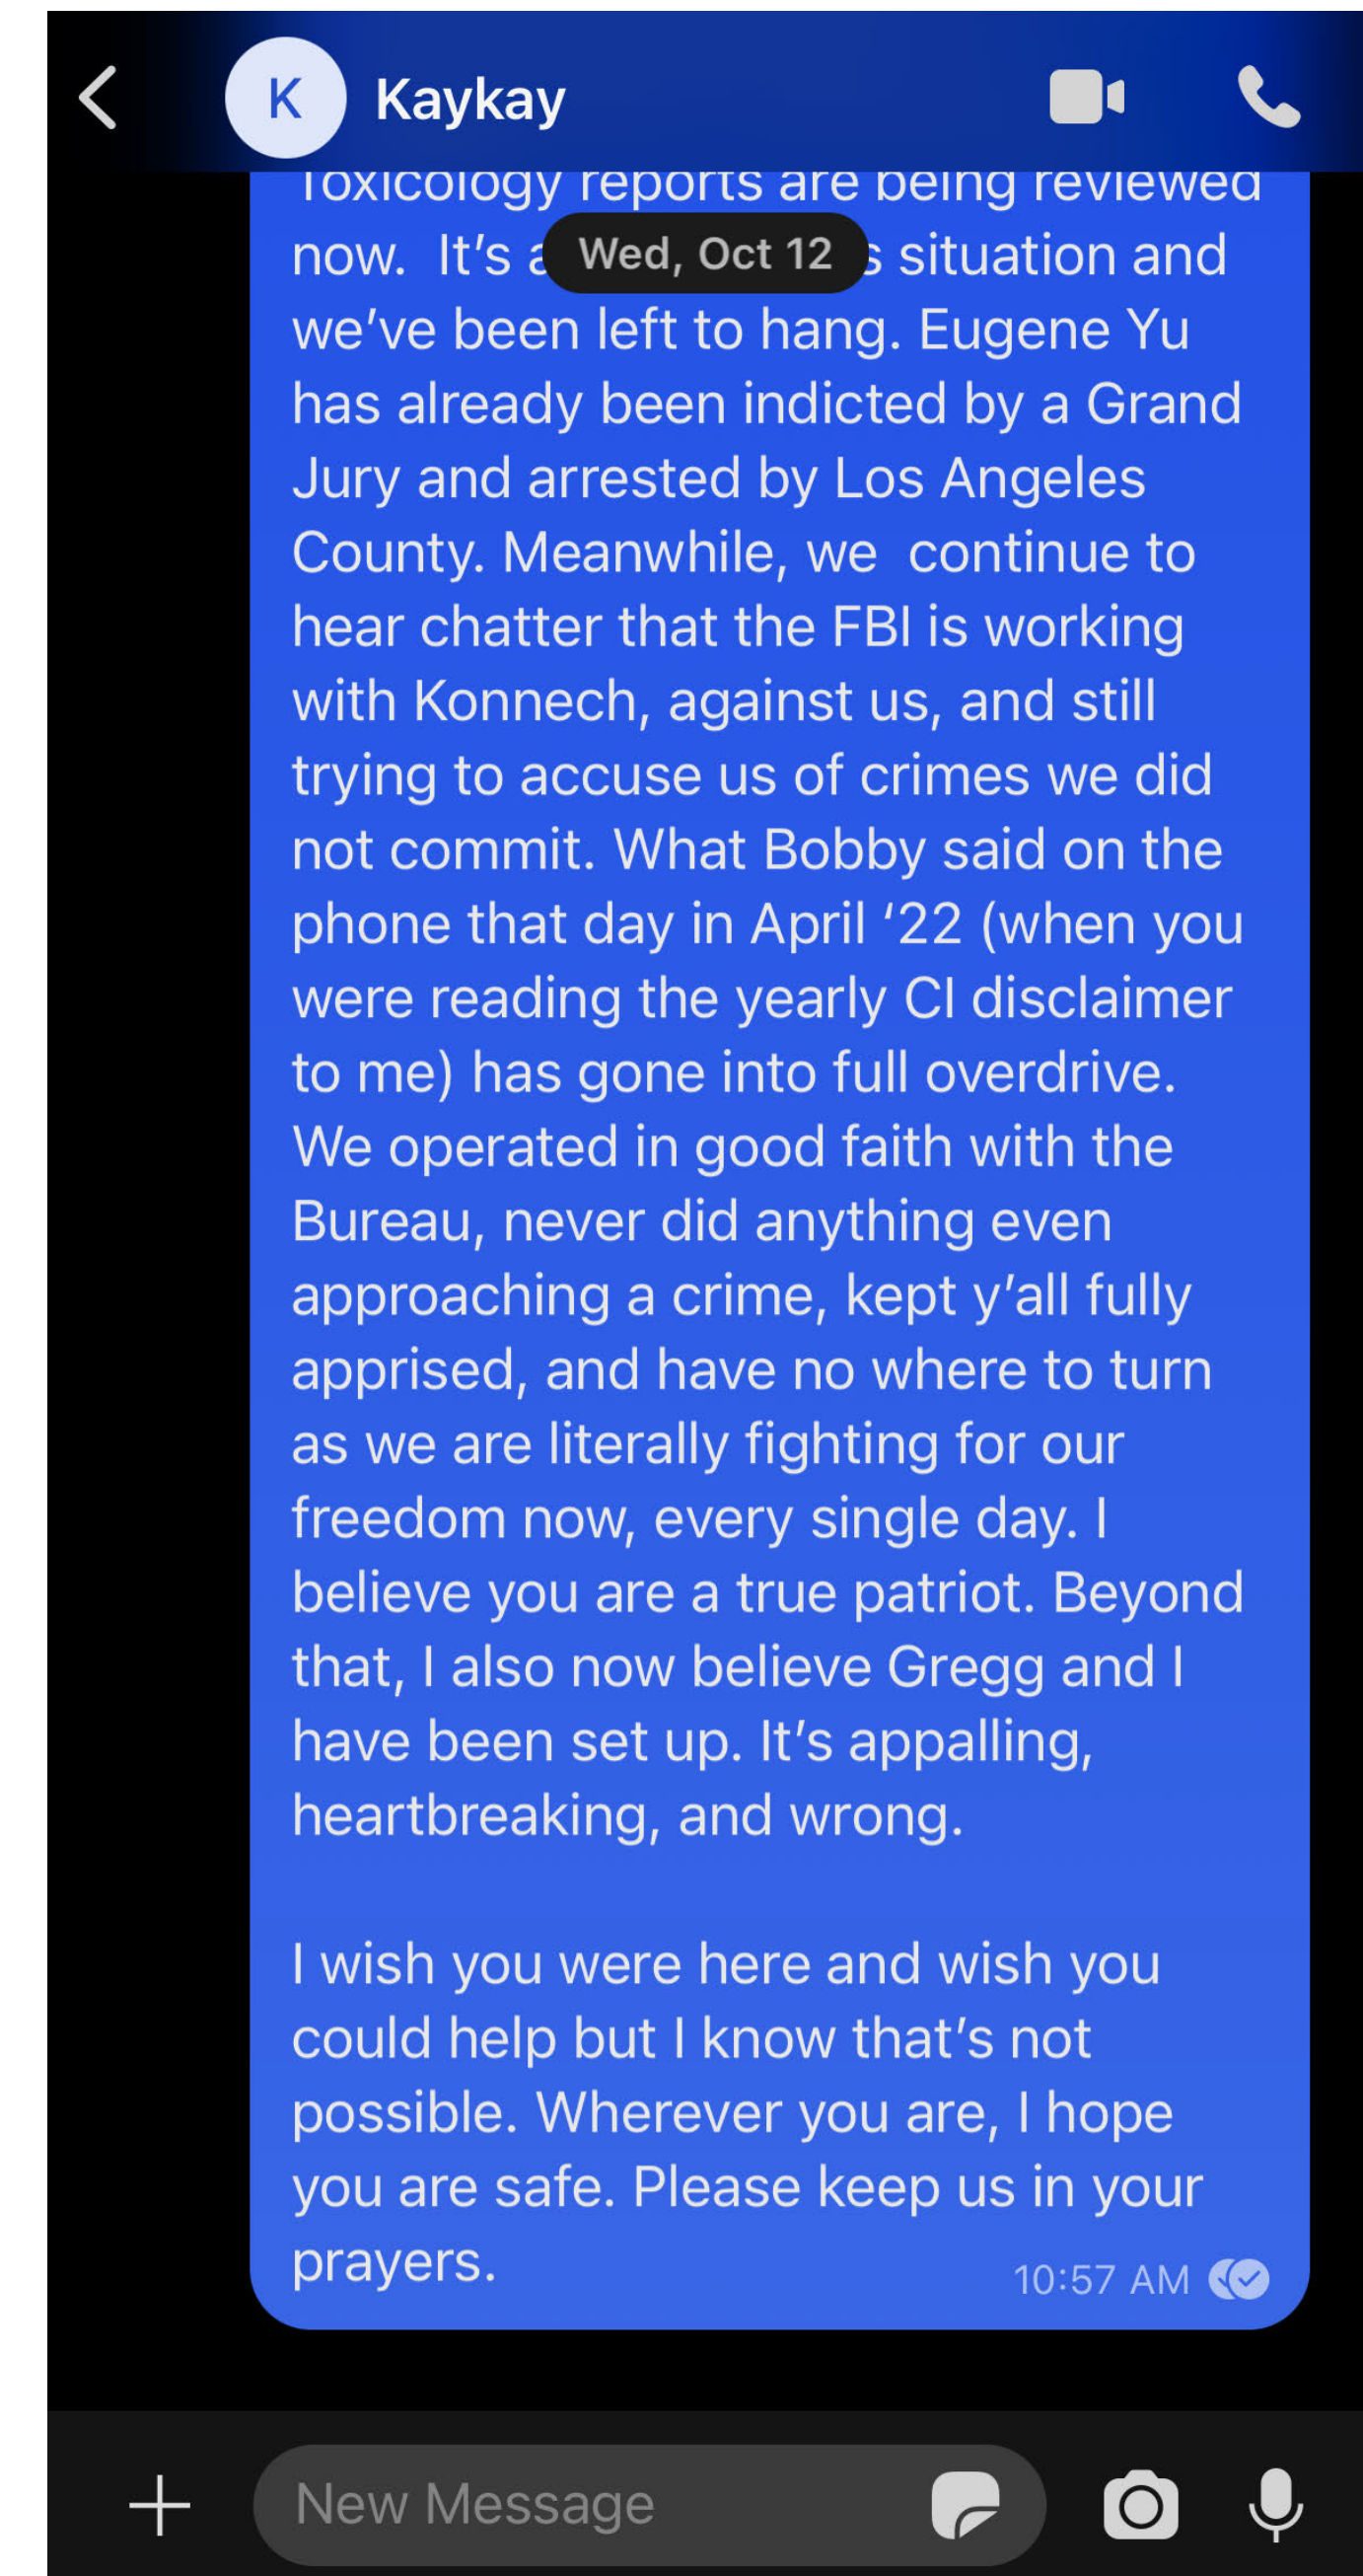 K
Kaykay
Toxicology reports are being reviewed
Wed, Oct 12
now.  It’s a s situation and
we’ve been left to hang. Eugene Yu
has already been indicted by a Grand
Jury and arrested by Los Angeles
County. Meanwhile, we  continue to
hear chatter that the FBI is working
with Konnech, against us, and still
trying to accuse us of crimes we did
not commit. What Bobby said on the
phone that day in April ‘22 (when you
were reading the yearly CI disclaimer
to me) has gone into full overdrive.
We operated in good faith with the
Bureau, never did anything even
approaching a crime, kept y’all fully
apprised, and have no where to turn
as we are literally fighting for our
freedom now, every single day. I
believe you are a true patriot. Beyond
that, I also now believe Gregg and I
have been set up. It’s appalling,
heartbreaking, and wrong.
I wish you were here and wish you
could help but I know that’s not
possible. Wherever you are, I hope
you are safe. Please keep us in your
prayers.
10:57 AM
New Message